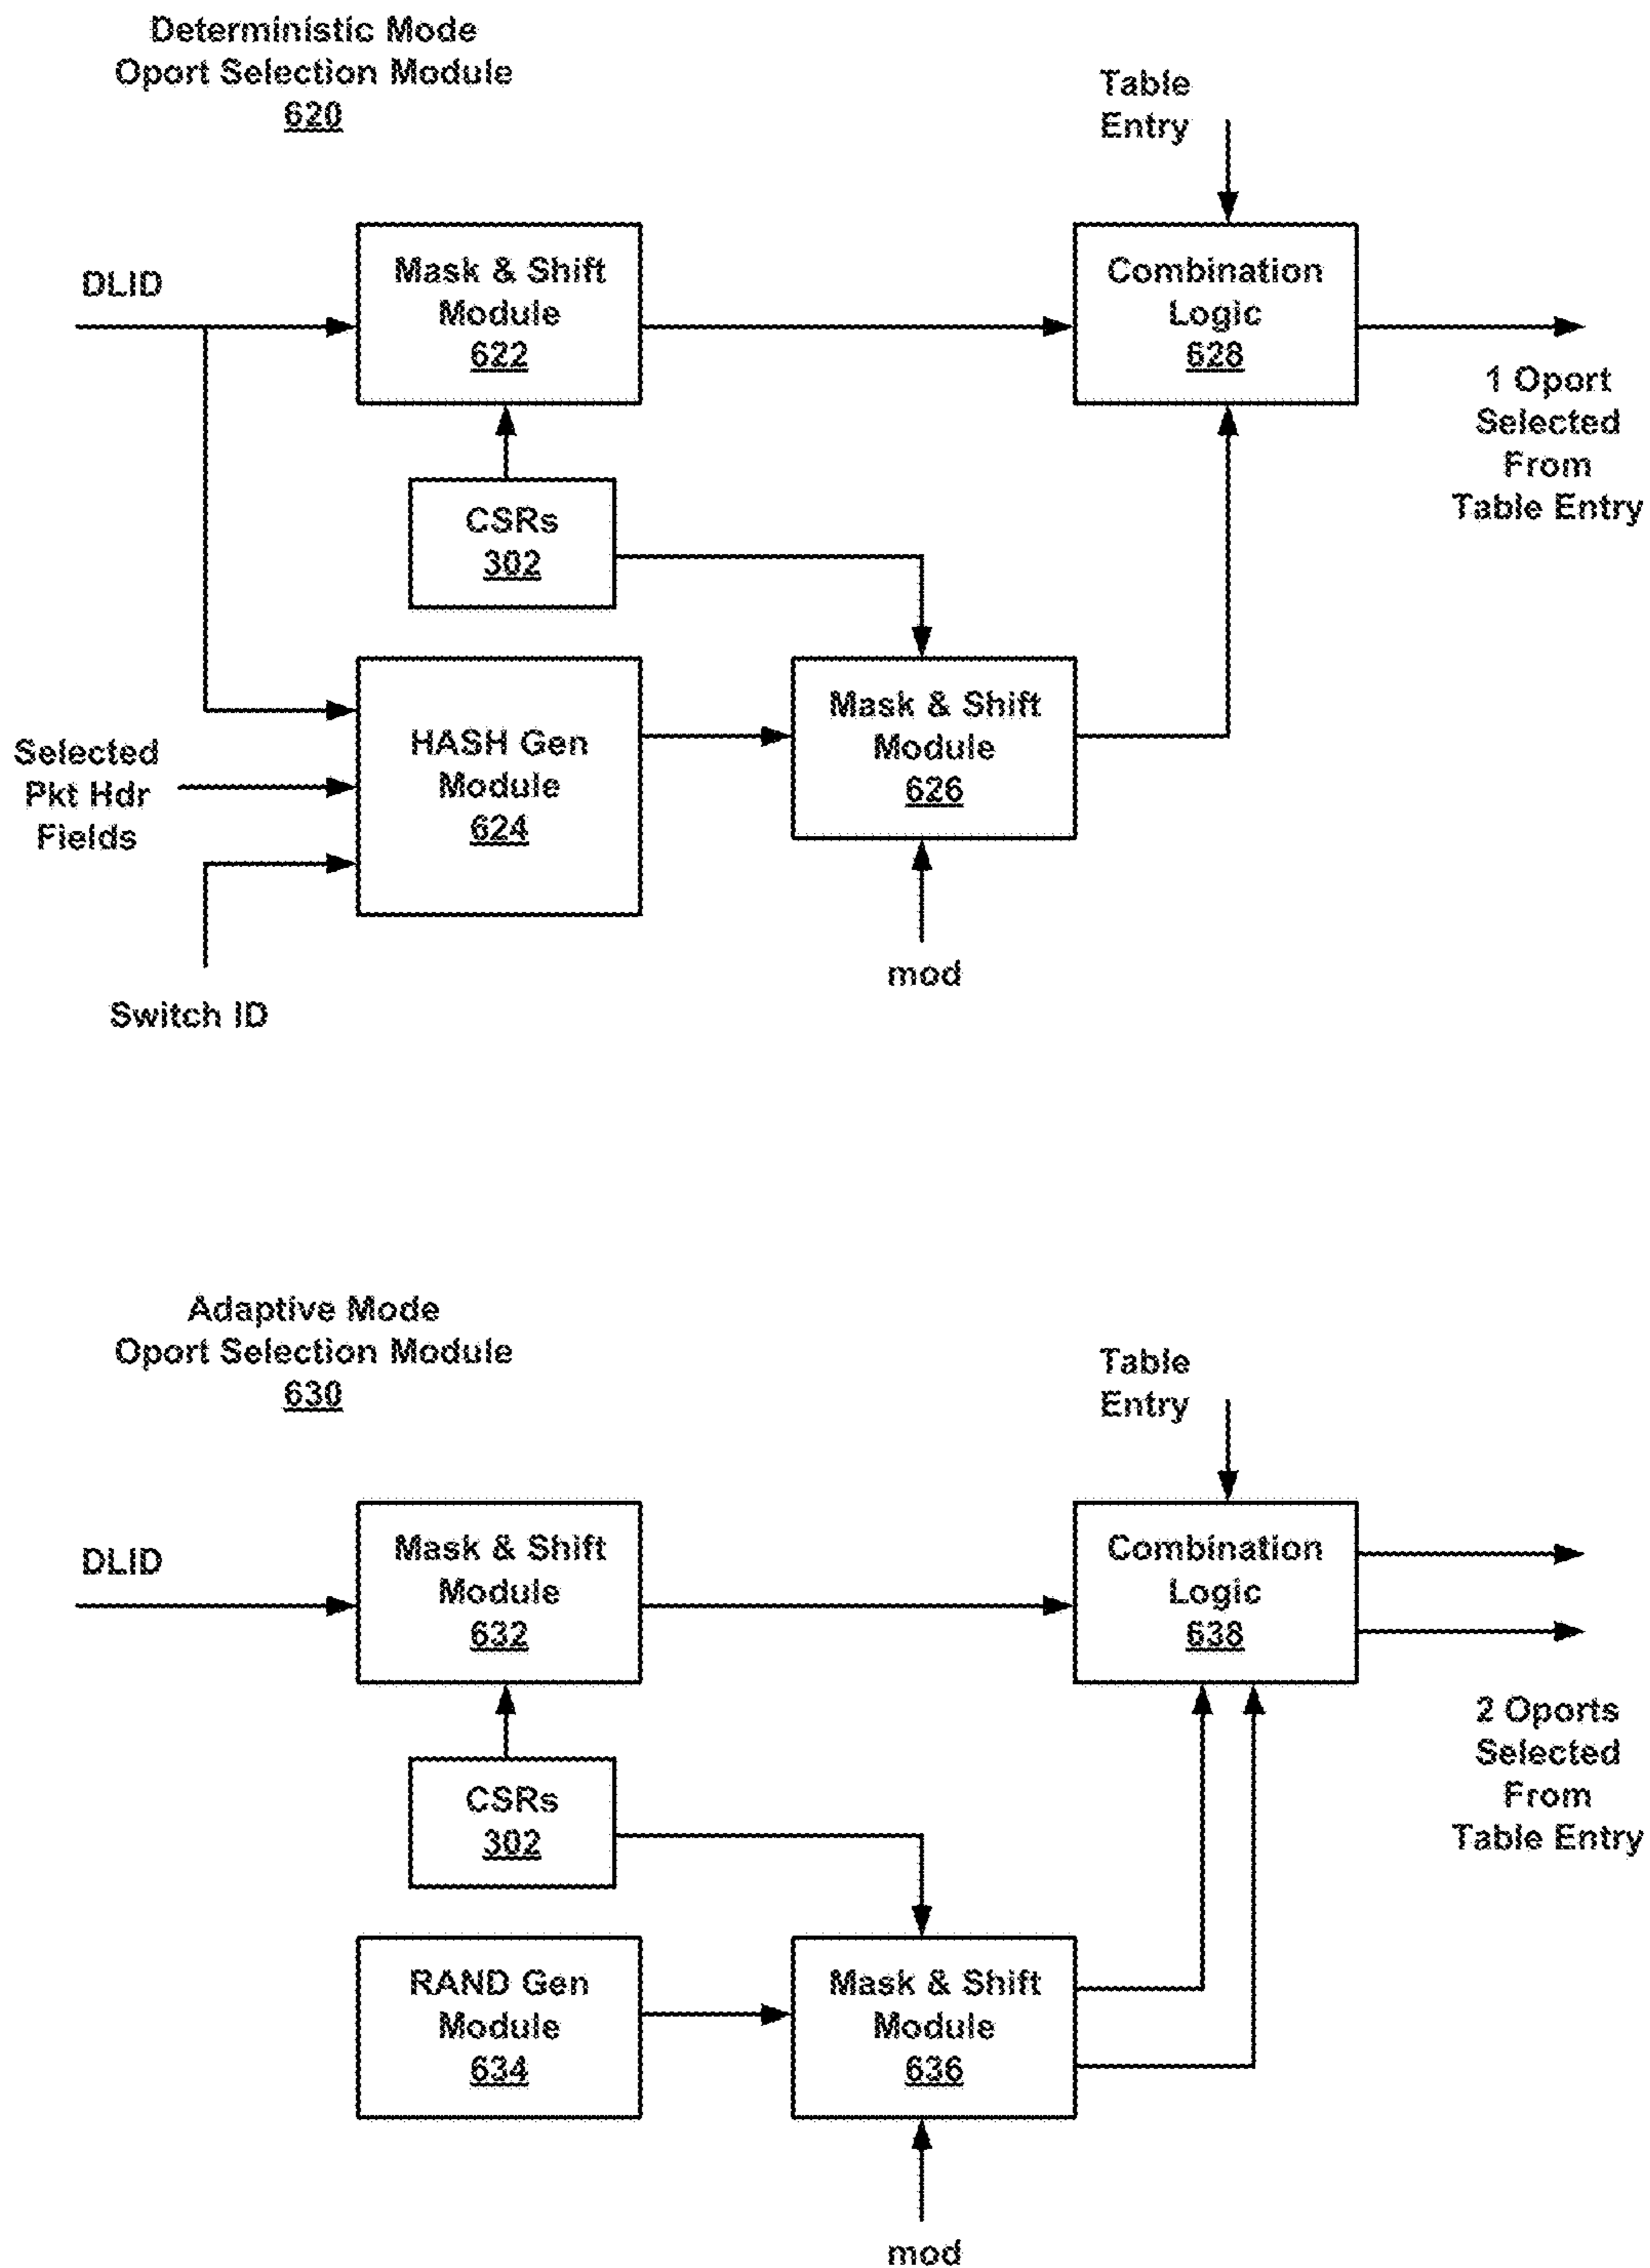 Deterministic Mode
Oport Selection Module
620
Table
Entry
DLID
Mask & Shift
Module
622
Combination
Logic
628
1 Oport
Selected
From
Table Entry
CSRs
302
Selected
Pkt Hdr
Fields
HASH Gen
Module
624
Mask & Shift
Module
626
mod
Switch ID
Adaptive Mode
Oport Selection Module
630
Table
Entry
DLID
Mask & Shift
Module
632
Combination
Logic
638
2 Oports
Selected
From
Table Entry
CSRs
302
RAND Gen
Module
634
Mask & Shift
Module
636
mod